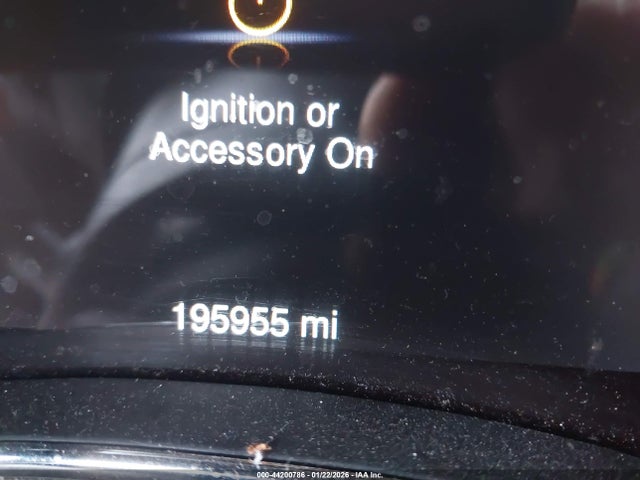 Ignition or
Accessory On
195955 mi
000-44200786 - 01/22/2026 - IAA Inc.